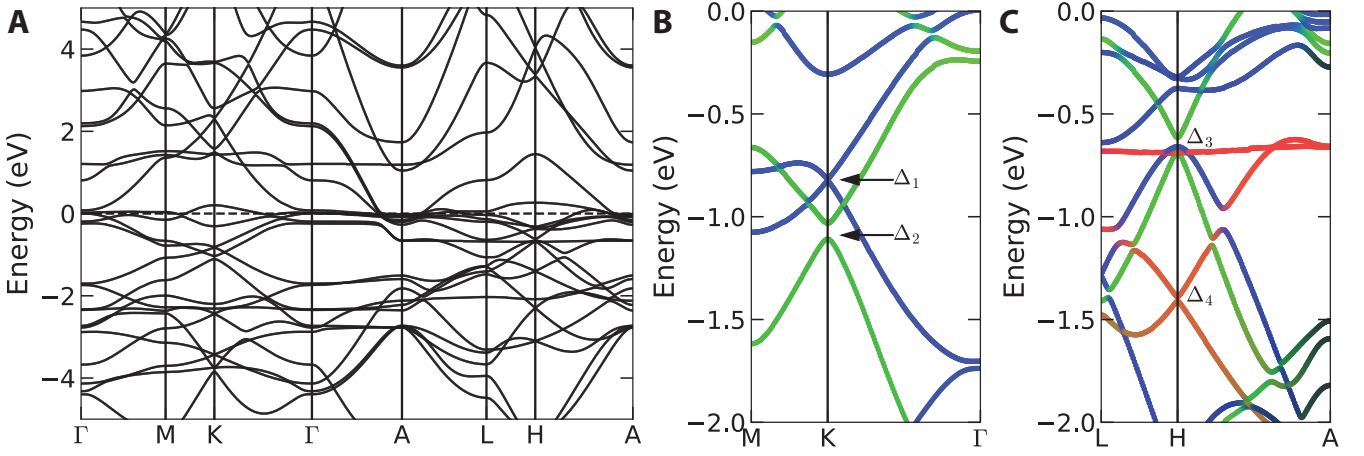 A
Energy (eV)
4
2
0
−2
−4
Γ M K Γ A L H A
B
Energy (eV)
0.0
−0.5
−1.0
−1.5
−2.0
Δ1
Δ2
M K Γ
C
Energy (eV)
0.0
−0.5
−1.0
−1.5
−2.0
Δ3
Δ4
L H A